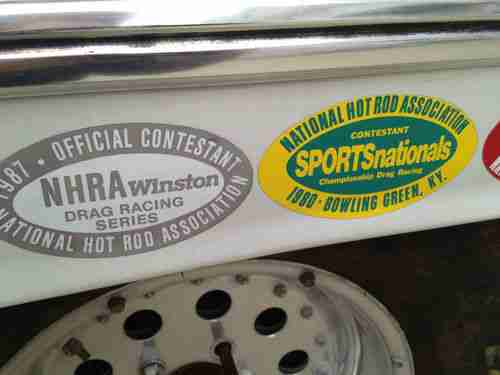 1987 • OFFICIAL CONTESTANT
NHRA Winston
DRAG RACING
SERIES
NATIONAL HOT ROD ASSOCIATION
NATIONAL HOT ROD ASSOCIATION
CONTESTANT
SPORTSnationals
Championship Drag Racing
1980 • BOWLING GREEN, KY.